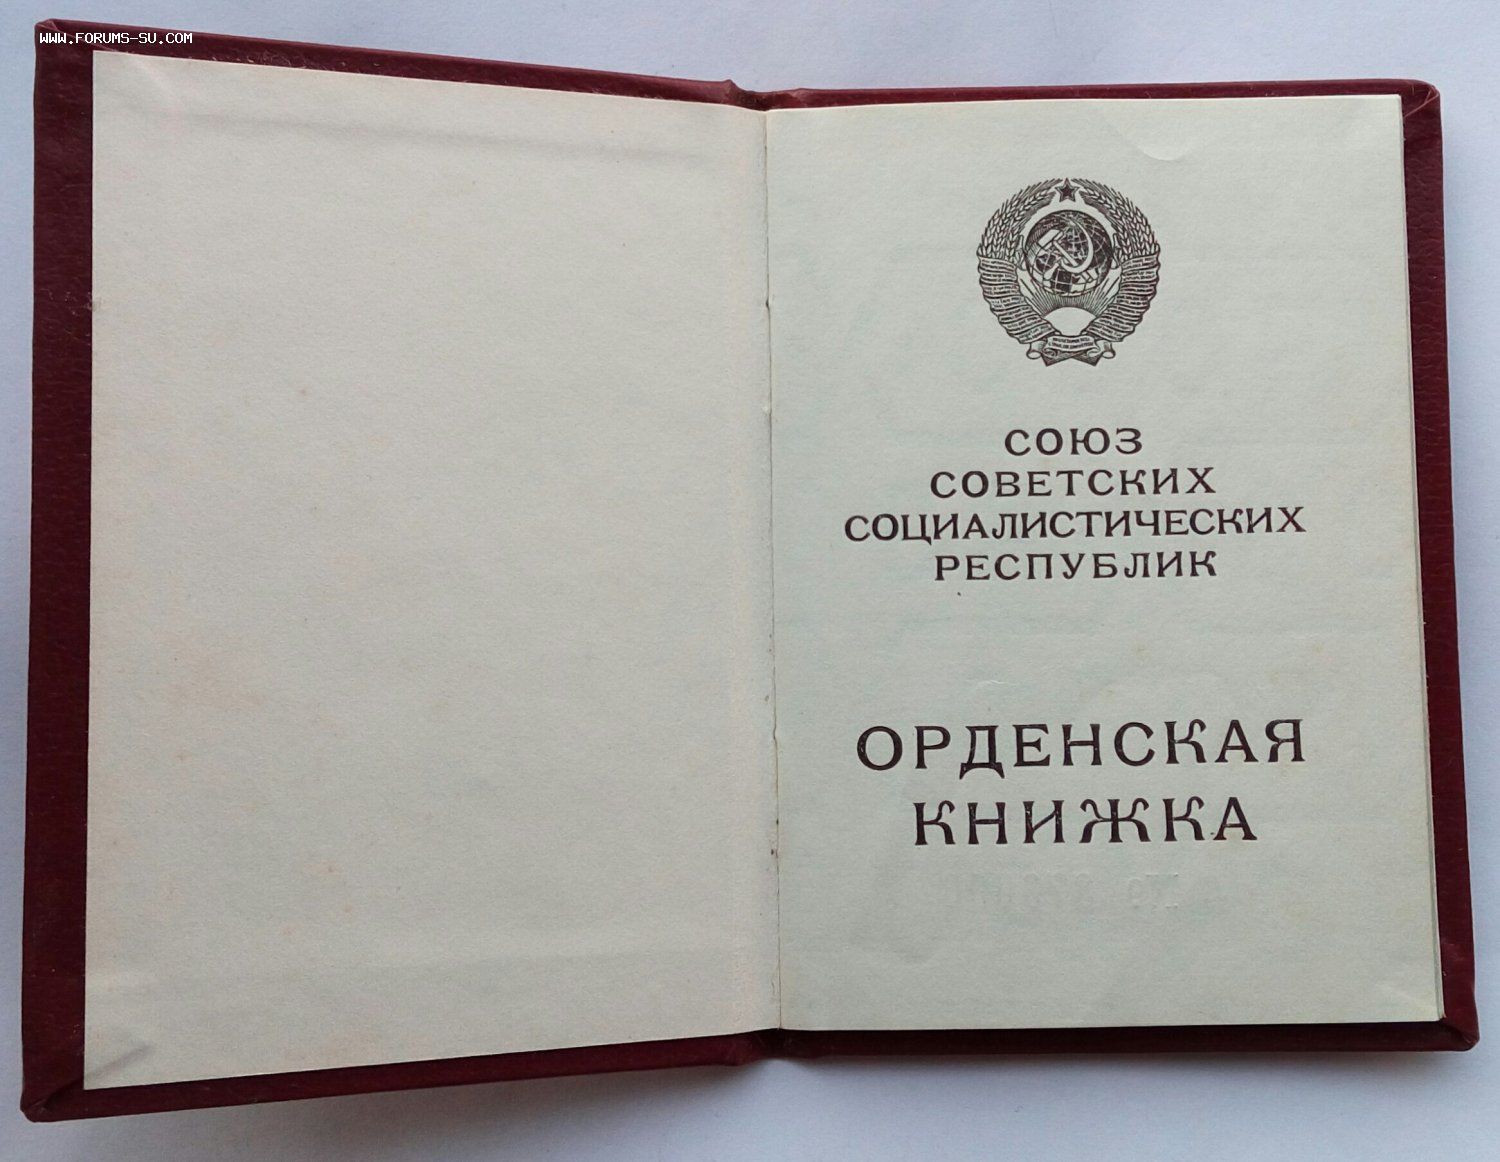 WWW.FORUMS-SU.COM
СОЮЗ
СОВЕТСКИХ
СОЦИАЛИСТИЧЕСКИХ
РЕСПУБЛИК
ОРДЕНСКАЯ
КНИЖКА